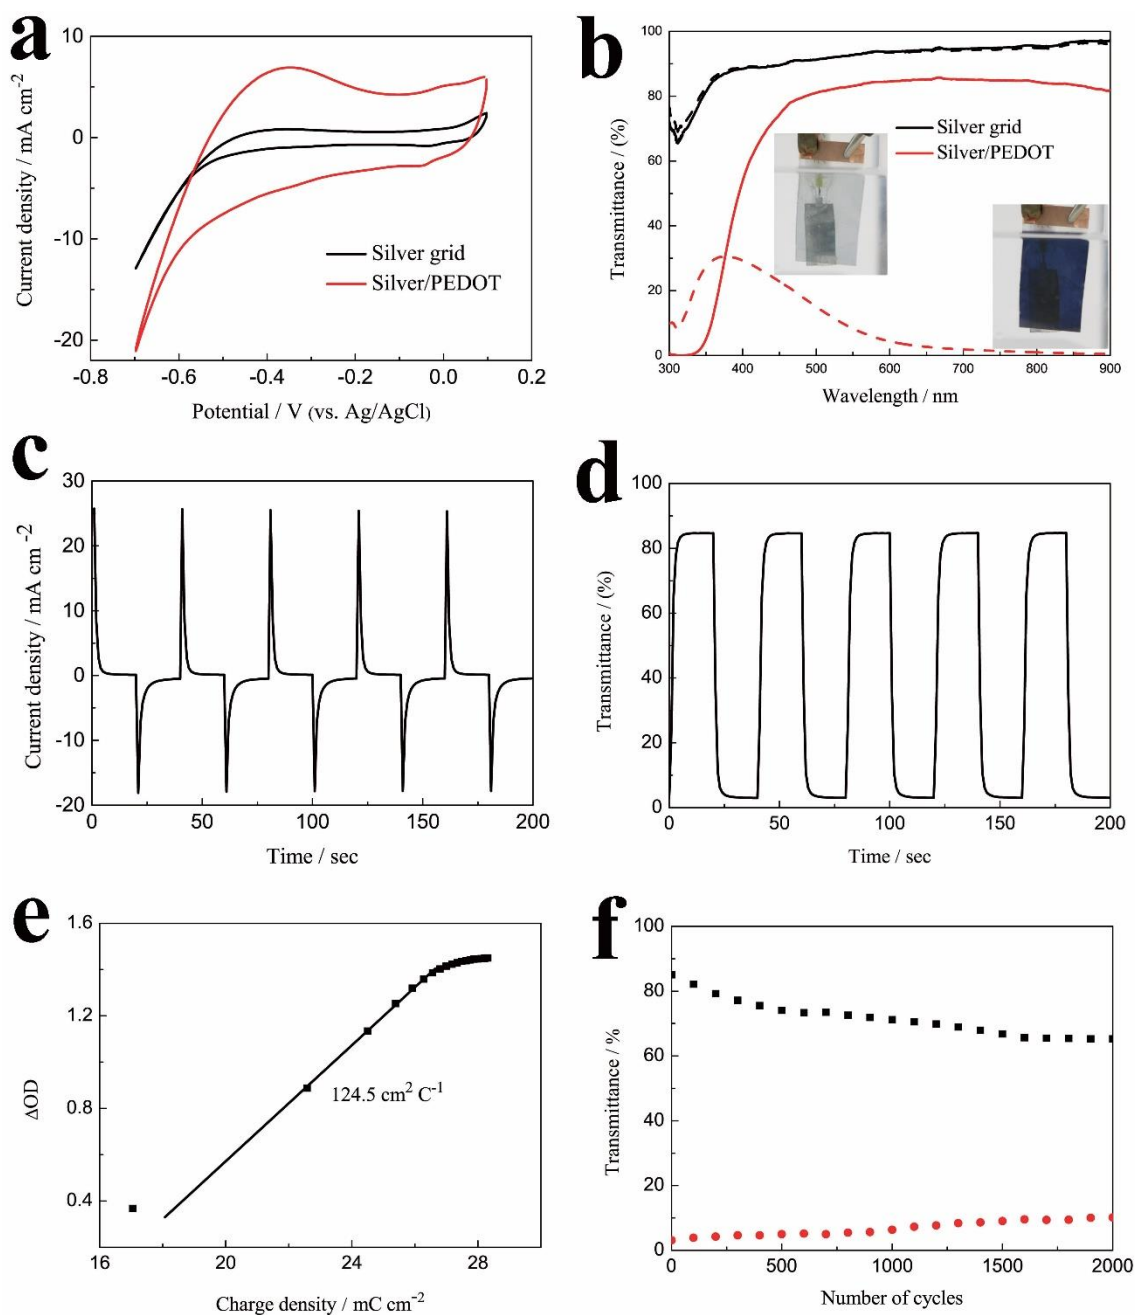 a
10
0
-10
-20
-0.8
-0.6
-0.4
-0.2
0.0
0.2
Current density / mA cm⁻²
Potential / V (vs. Ag/AgCl)
Silver grid
Silver/PEDOT
b
100
80
60
40
20
0
300
400
500
600
700
800
900
Transmittance / (%)
Wavelength / nm
Silver grid
Silver/PEDOT
c
30
20
10
0
-10
-20
0
50
100
150
200
Current density / mA cm⁻²
Time / sec
d
100
80
60
40
20
0
0
50
100
150
200
Transmittance / (%)
Time / sec
e
1.6
1.2
0.8
0.4
16
20
24
28
ΔOD
124.5 cm² C⁻¹
Charge density / mC cm⁻²
f
100
80
60
40
20
0
0
500
1000
1500
2000
Transmittance / %
Number of cycles